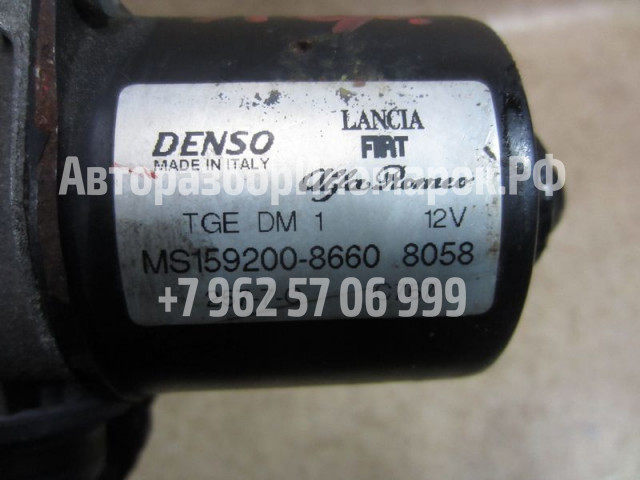 DENSO LANCIA
MADE IN ITALY FIAT
Alfa Romeo
Авторазбориномарок.РФ
TGE DM 1 12V
MS159200-8660 8058
+7 962 57 06 999